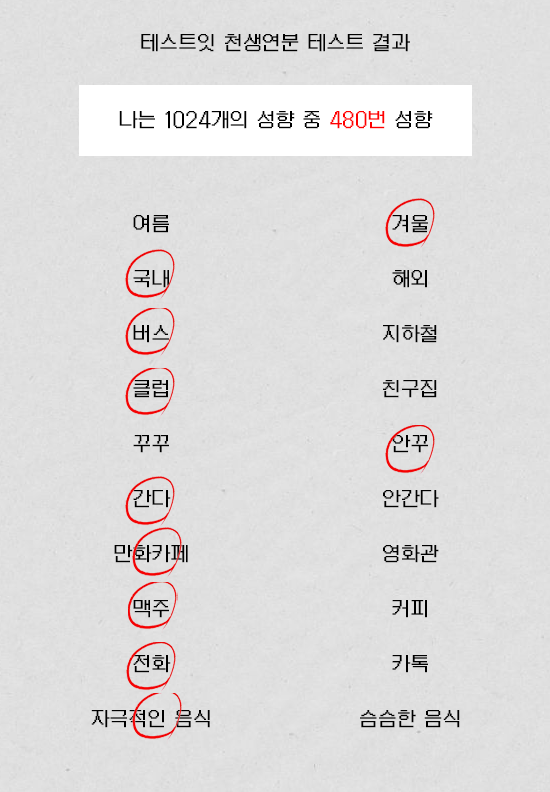 테스트잇 천생연분 테스트 결과
나는 1024개의 성향 중 480번 성향
여름 겨울
국내 해외
버스 지하철
클럽 친구집
꾸꾸 안꾸
간다 안간다
만화카페 영화관
맥주 커피
전화 카톡
자극적인 음식 슴슴한 음식